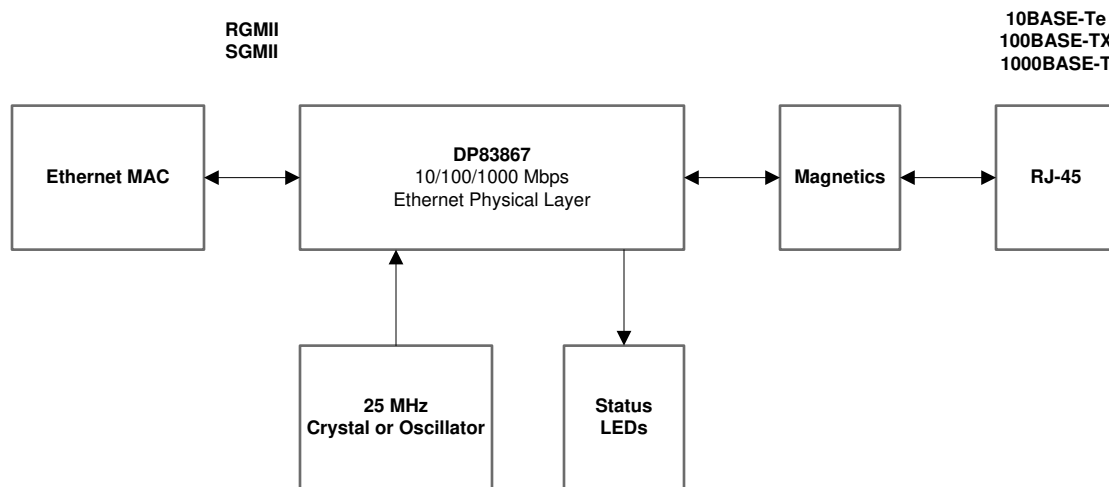 RGMII
SGMII
10BASE-Te
100BASE-TX
1000BASE-T
Ethernet MAC
DP83867
10/100/1000 Mbps
Ethernet Physical Layer
Magnetics
RJ-45
25 MHz
Crystal or Oscillator
Status
LEDs